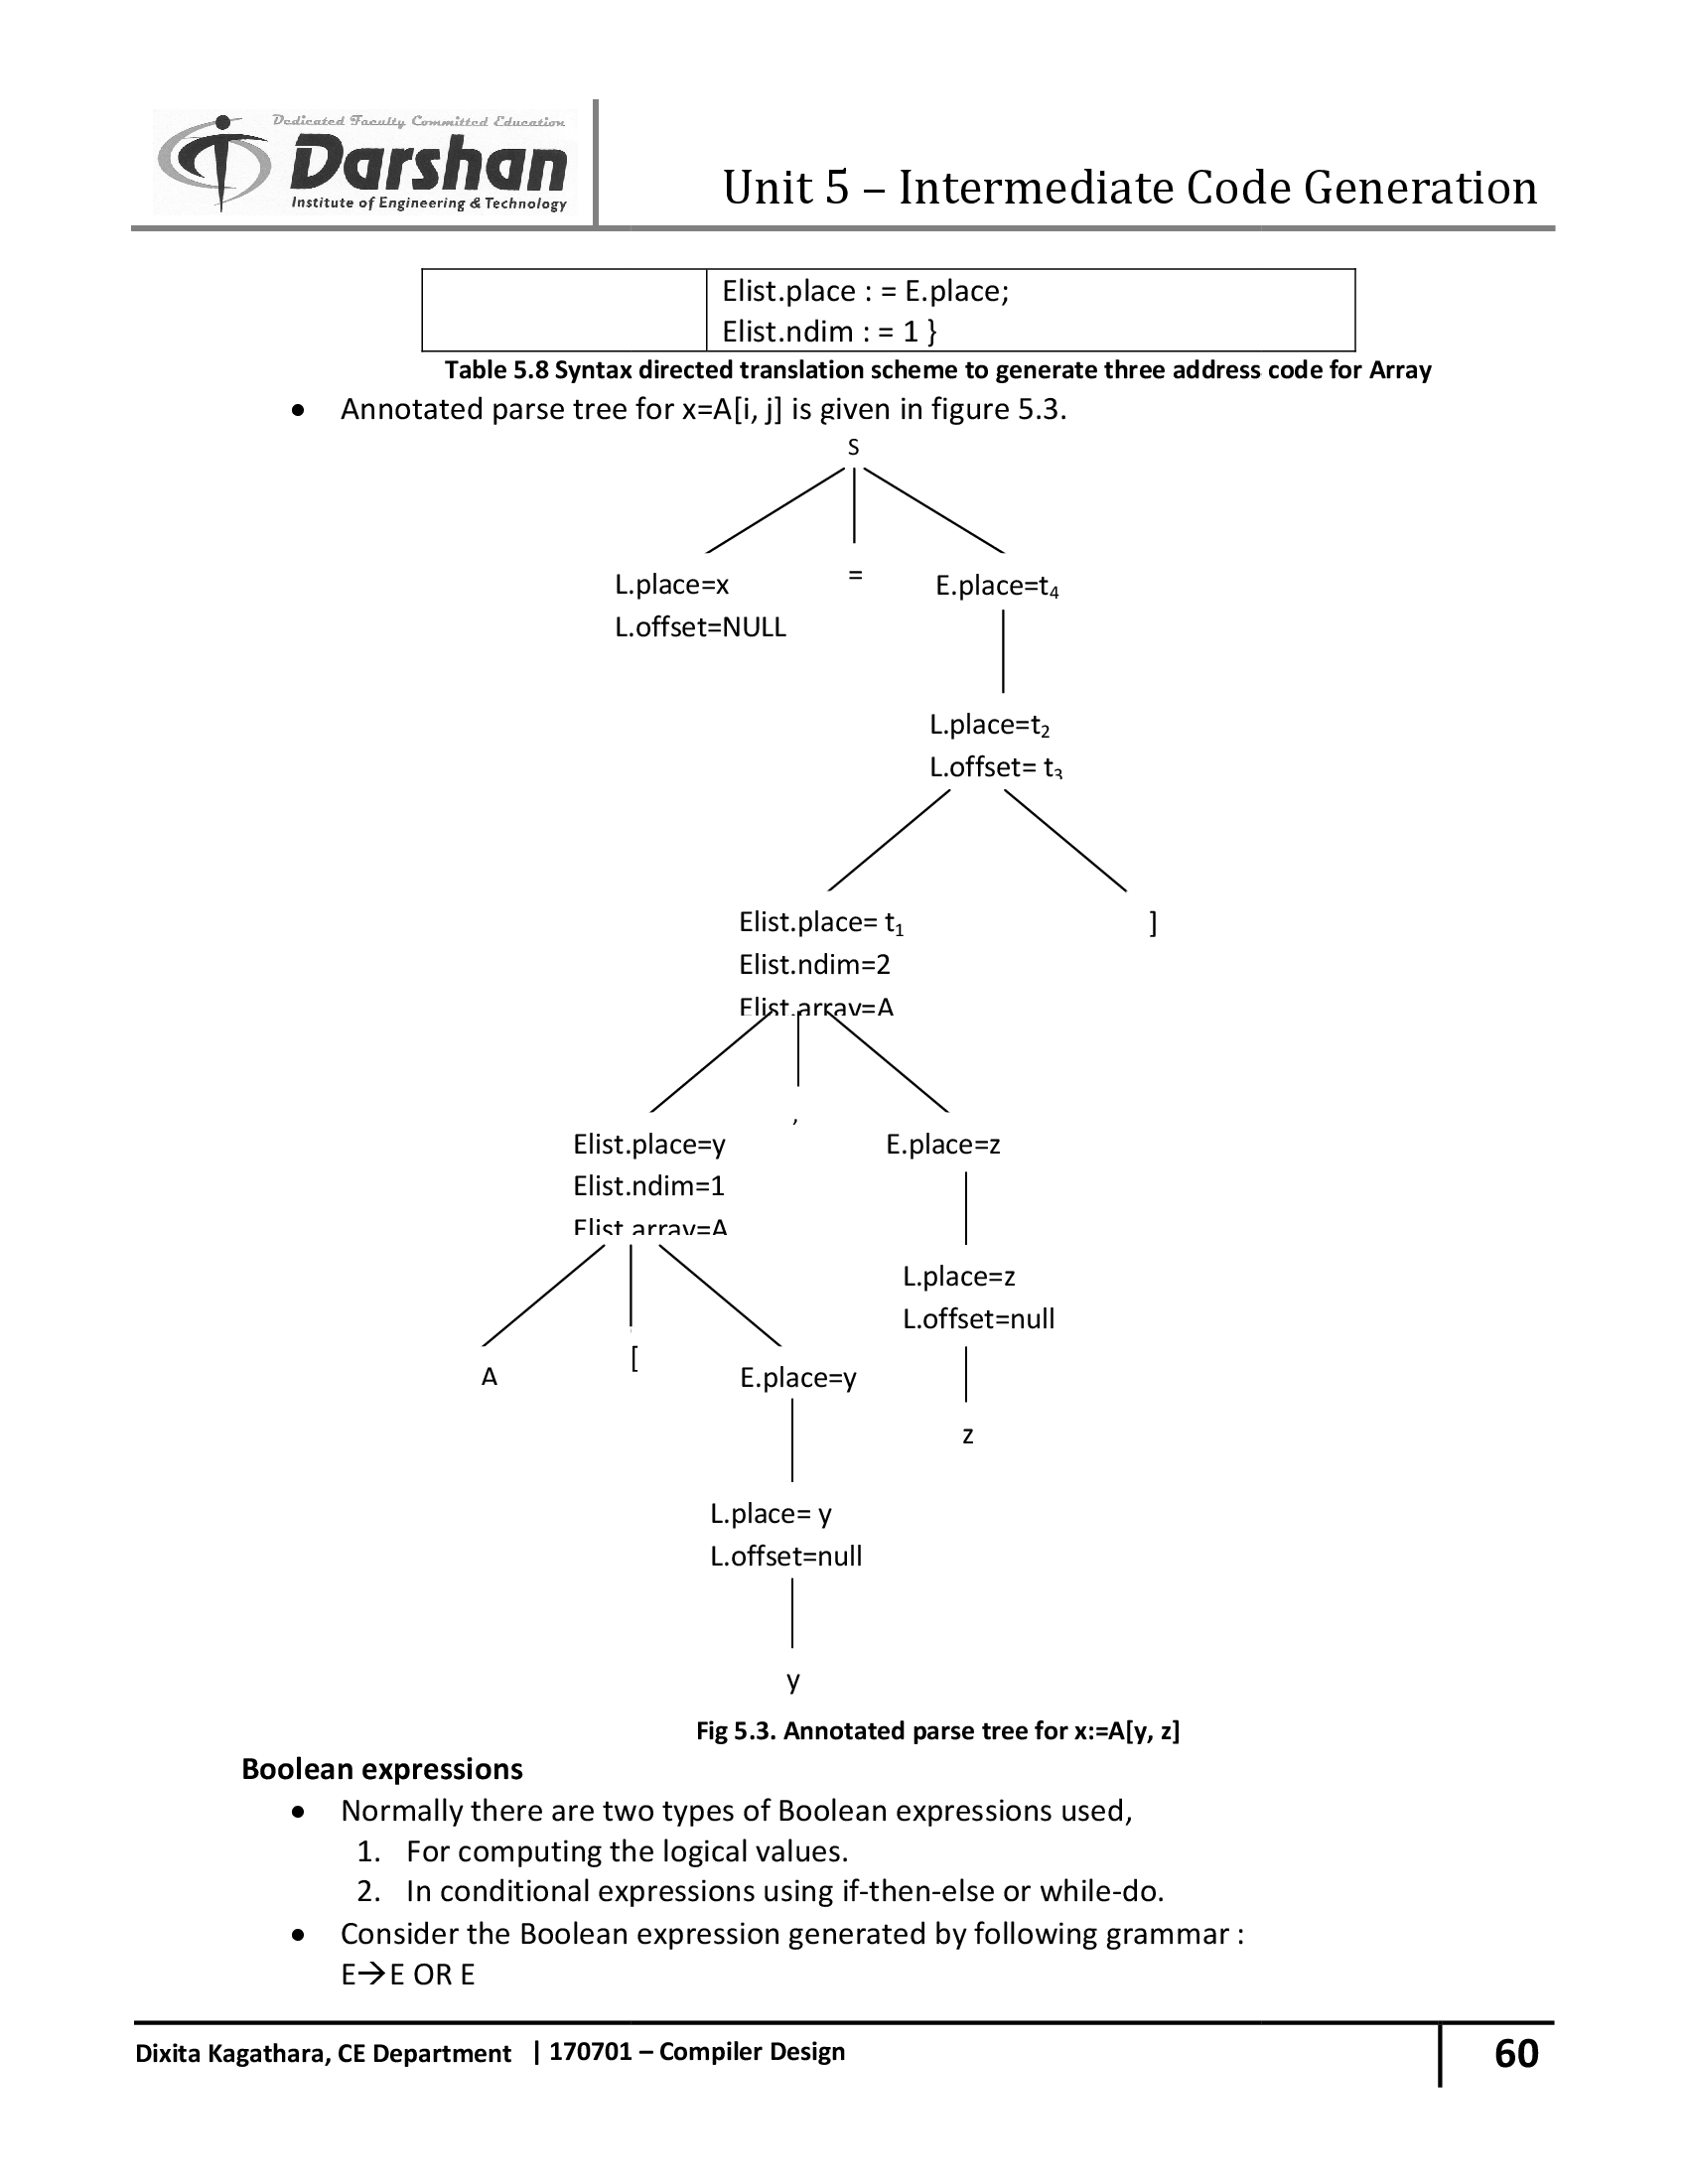 Dedicated Faculty Committed Education
Darshan
Institute of Engineering & Technology
Unit 5 – Intermediate Code Generation
Elist.place : = E.place;
Elist.ndim : = 1 }
Table 5.8 Syntax directed translation scheme to generate three address code for Array
• Annotated parse tree for x=A[i, j] is given in figure 5.3.
S
L.place=x = E.place=t4
L.offset=NULL
L.place=t2
L.offset= t3
Elist.place= t1 ]
Elist.ndim=2
Elist.array=A
,
Elist.place=y E.place=z
Elist.ndim=1
Elist.array=A
L.place=z
L.offset=null
A [ E.place=y
z
L.place= y
L.offset=null
y
Fig 5.3. Annotated parse tree for x:=A[y, z]
Boolean expressions
• Normally there are two types of Boolean expressions used,
1. For computing the logical values.
2. In conditional expressions using if-then-else or while-do.
• Consider the Boolean expression generated by following grammar :
E→E OR E
Dixita Kagathara, CE Department | 170701 – Compiler Design 60